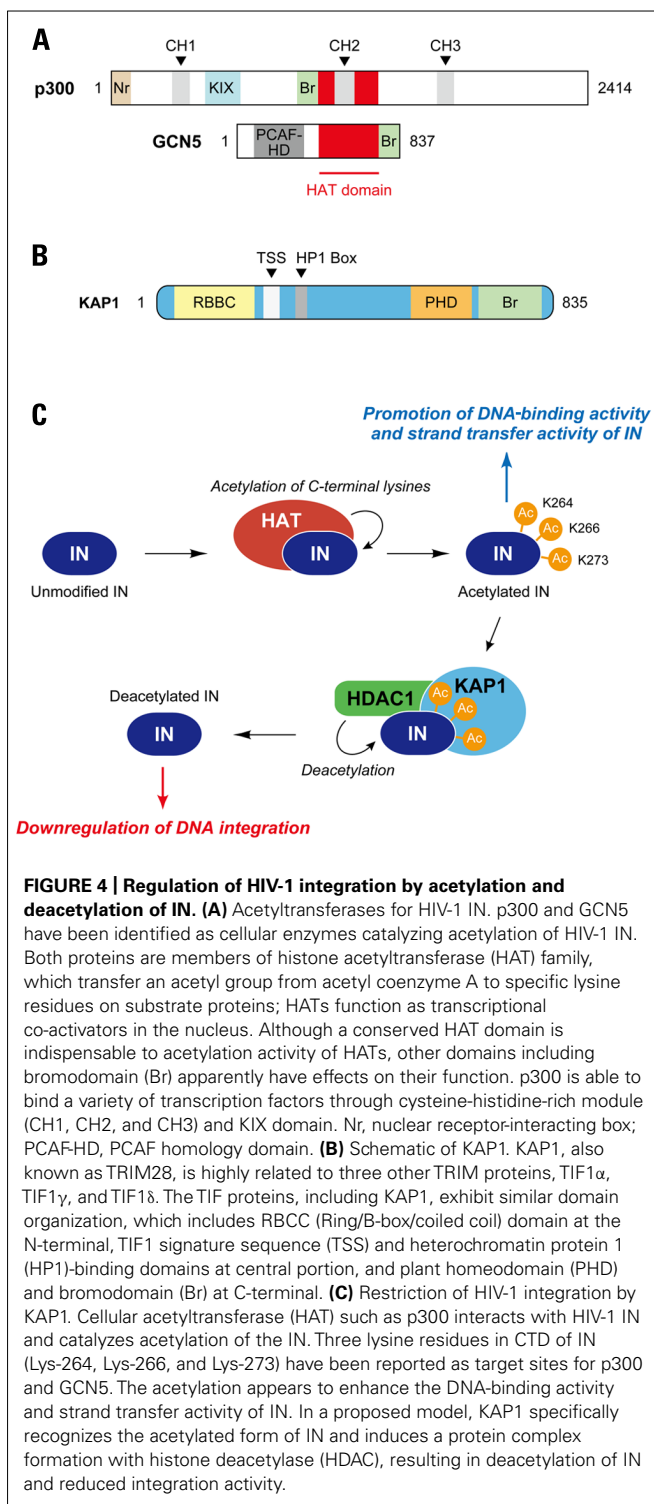 A
CH1 CH2 CH3
p300 1 Nr KIX Br 2414
GCN5 1 PCAF-
HD Br 837
HAT domain
B
TSS HP1 Box
KAP1 1 RBBC PHD Br 835
C
Promotion of DNA-binding activity
and strand transfer activity of IN
Acetylation of C-terminal lysines
HAT
IN IN IN
Ac K264
Ac K266
Ac K273
Unmodified IN Acetylated IN
Deacetylated IN
HDAC1 KAP1
Ac
Ac
Ac
IN IN
Deacetylation
Downregulation of DNA integration
FIGURE 4 | Regulation of HIV-1 integration by acetylation and
deacetylation of IN. (A) Acetyltransferases for HIV-1 IN. p300 and GCN5
have been identified as cellular enzymes catalyzing acetylation of HIV-1 IN.
Both proteins are members of histone acetyltransferase (HAT) family,
which transfer an acetyl group from acetyl coenzyme A to specific lysine
residues on substrate proteins; HATs function as transcriptional
co-activators in the nucleus. Although a conserved HAT domain is
indispensable to acetylation activity of HATs, other domains including
bromodomain (Br) apparently have effects on their function. p300 is able to
bind a variety of transcription factors through cysteine-histidine-rich module
(CH1, CH2, and CH3) and KIX domain. Nr, nuclear receptor-interacting box;
PCAF-HD, PCAF homology domain. (B) Schematic of KAP1. KAP1, also
known as TRIM28, is highly related to three other TRIM proteins, TIF1α,
TIF1γ, and TIF1δ. The TIF proteins, including KAP1, exhibit similar domain
organization, which includes RBCC (Ring/B-box/coiled coil) domain at the
N-terminal, TIF1 signature sequence (TSS) and heterochromatin protein 1
(HP1)-binding domains at central portion, and plant homeodomain (PHD)
and bromodomain (Br) at C-terminal. (C) Restriction of HIV-1 integration by
KAP1. Cellular acetyltransferase (HAT) such as p300 interacts with HIV-1 IN
and catalyzes acetylation of the IN. Three lysine residues in CTD of IN
(Lys-264, Lys-266, and Lys-273) have been reported as target sites for p300
and GCN5. The acetylation appears to enhance the DNA-binding activity
and strand transfer activity of IN. In a proposed model, KAP1 specifically
recognizes the acetylated form of IN and induces a protein complex
formation with histone deacetylase (HDAC), resulting in deacetylation of IN
and reduced integration activity.